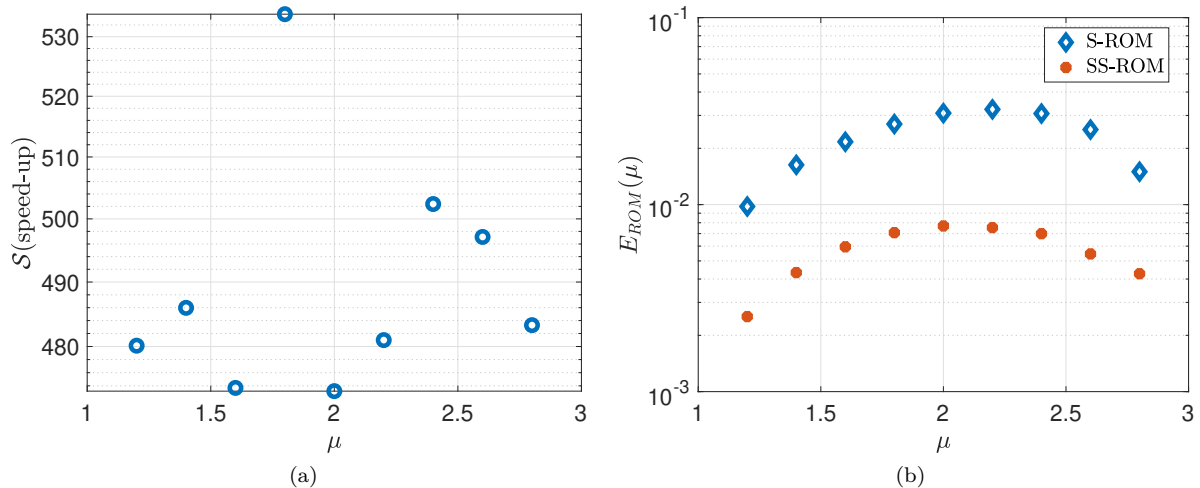 530
520
510
500
490
480
𝒮(speed-up)
1
1.5
2
2.5
3
μ
(a)
10^-1
10^-2
10^-3
E_ROM(μ)
S-ROM
SS-ROM
1
1.5
2
2.5
3
μ
(b)